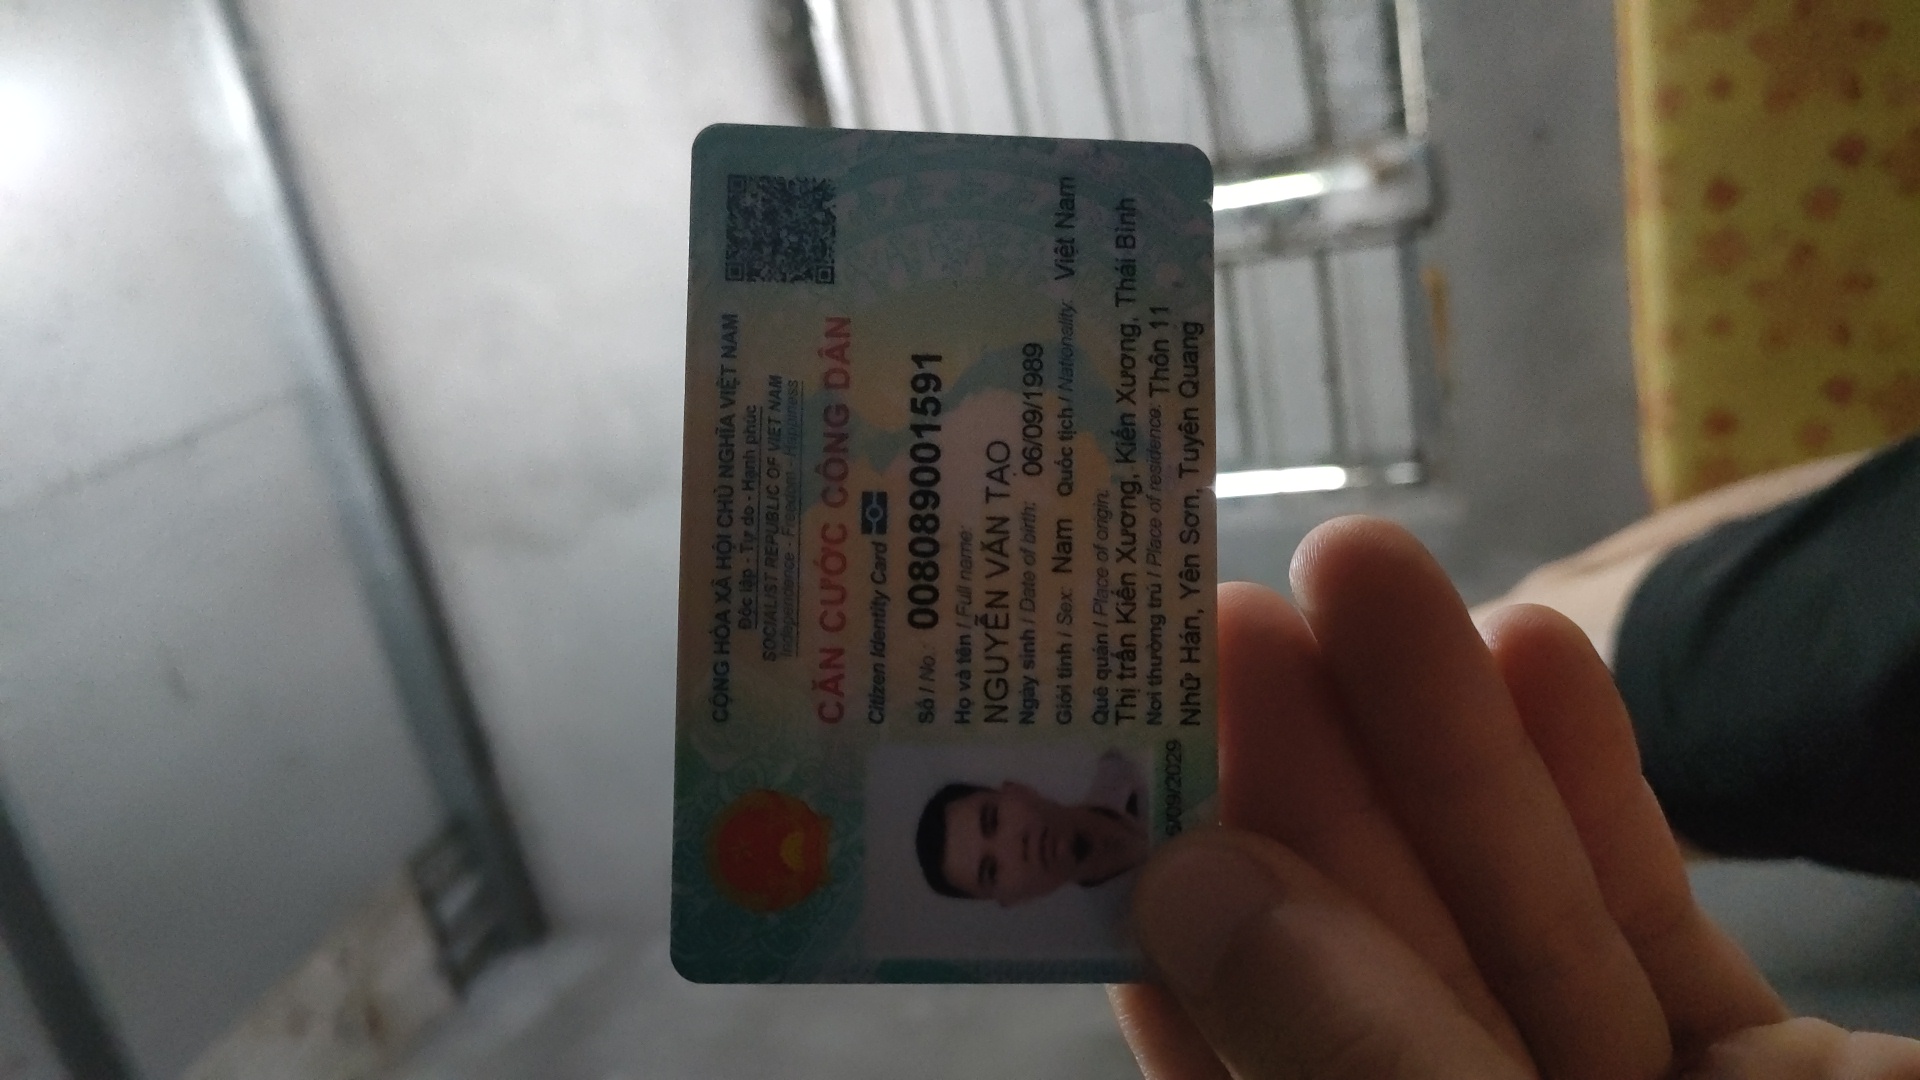 CỘNG HÒA XÃ HỘI CHỦ NGHĨA VIỆT NAM
Độc lập - Tự do - Hạnh phúc
SOCIALIST REPUBLIC OF VIET NAM
Independence - Freedom - Happiness
CĂN CƯỚC CÔNG DÂN
Citizen Identity Card
Số / No.: 008089001591
Họ và tên / Full name:
NGUYỄN VĂN TẠO
Ngày sinh / Date of birth: 06/09/1989
Giới tính / Sex: Nam Quốc tịch / Nationality: Việt Nam
Quê quán / Place of origin:
Thị trấn Kiến Xương, Kiến Xương, Thái Bình
Nơi thường trú / Place of residence: Thôn 11
Nhữ Hán, Yên Sơn, Tuyên Quang
6/09/2029